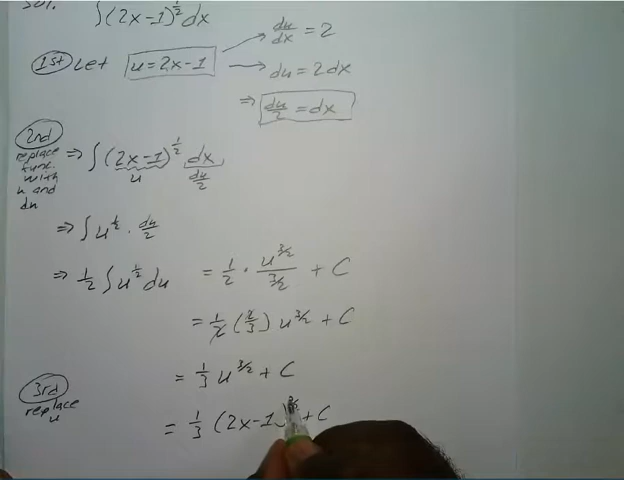 Sol.
∫(2x-1)^{1/2} dx
du/dx = 2
1st Let u = 2x-1 → du = 2dx
⇒ du/2 = dx
2nd
replace func. with u and du
⇒ ∫(2x-1)^{1/2} dx
u du/2
⇒ ∫u^{1/2} · du/2
⇒ 1/2 ∫u^{1/2} du = 1/2 · u^{3/2}/(3/2) + C
= 1/2 (2/3) u^{3/2} + C
= 1/3 u^{3/2} + C
3rd
replace u
= 1/3 (2x-1) + C